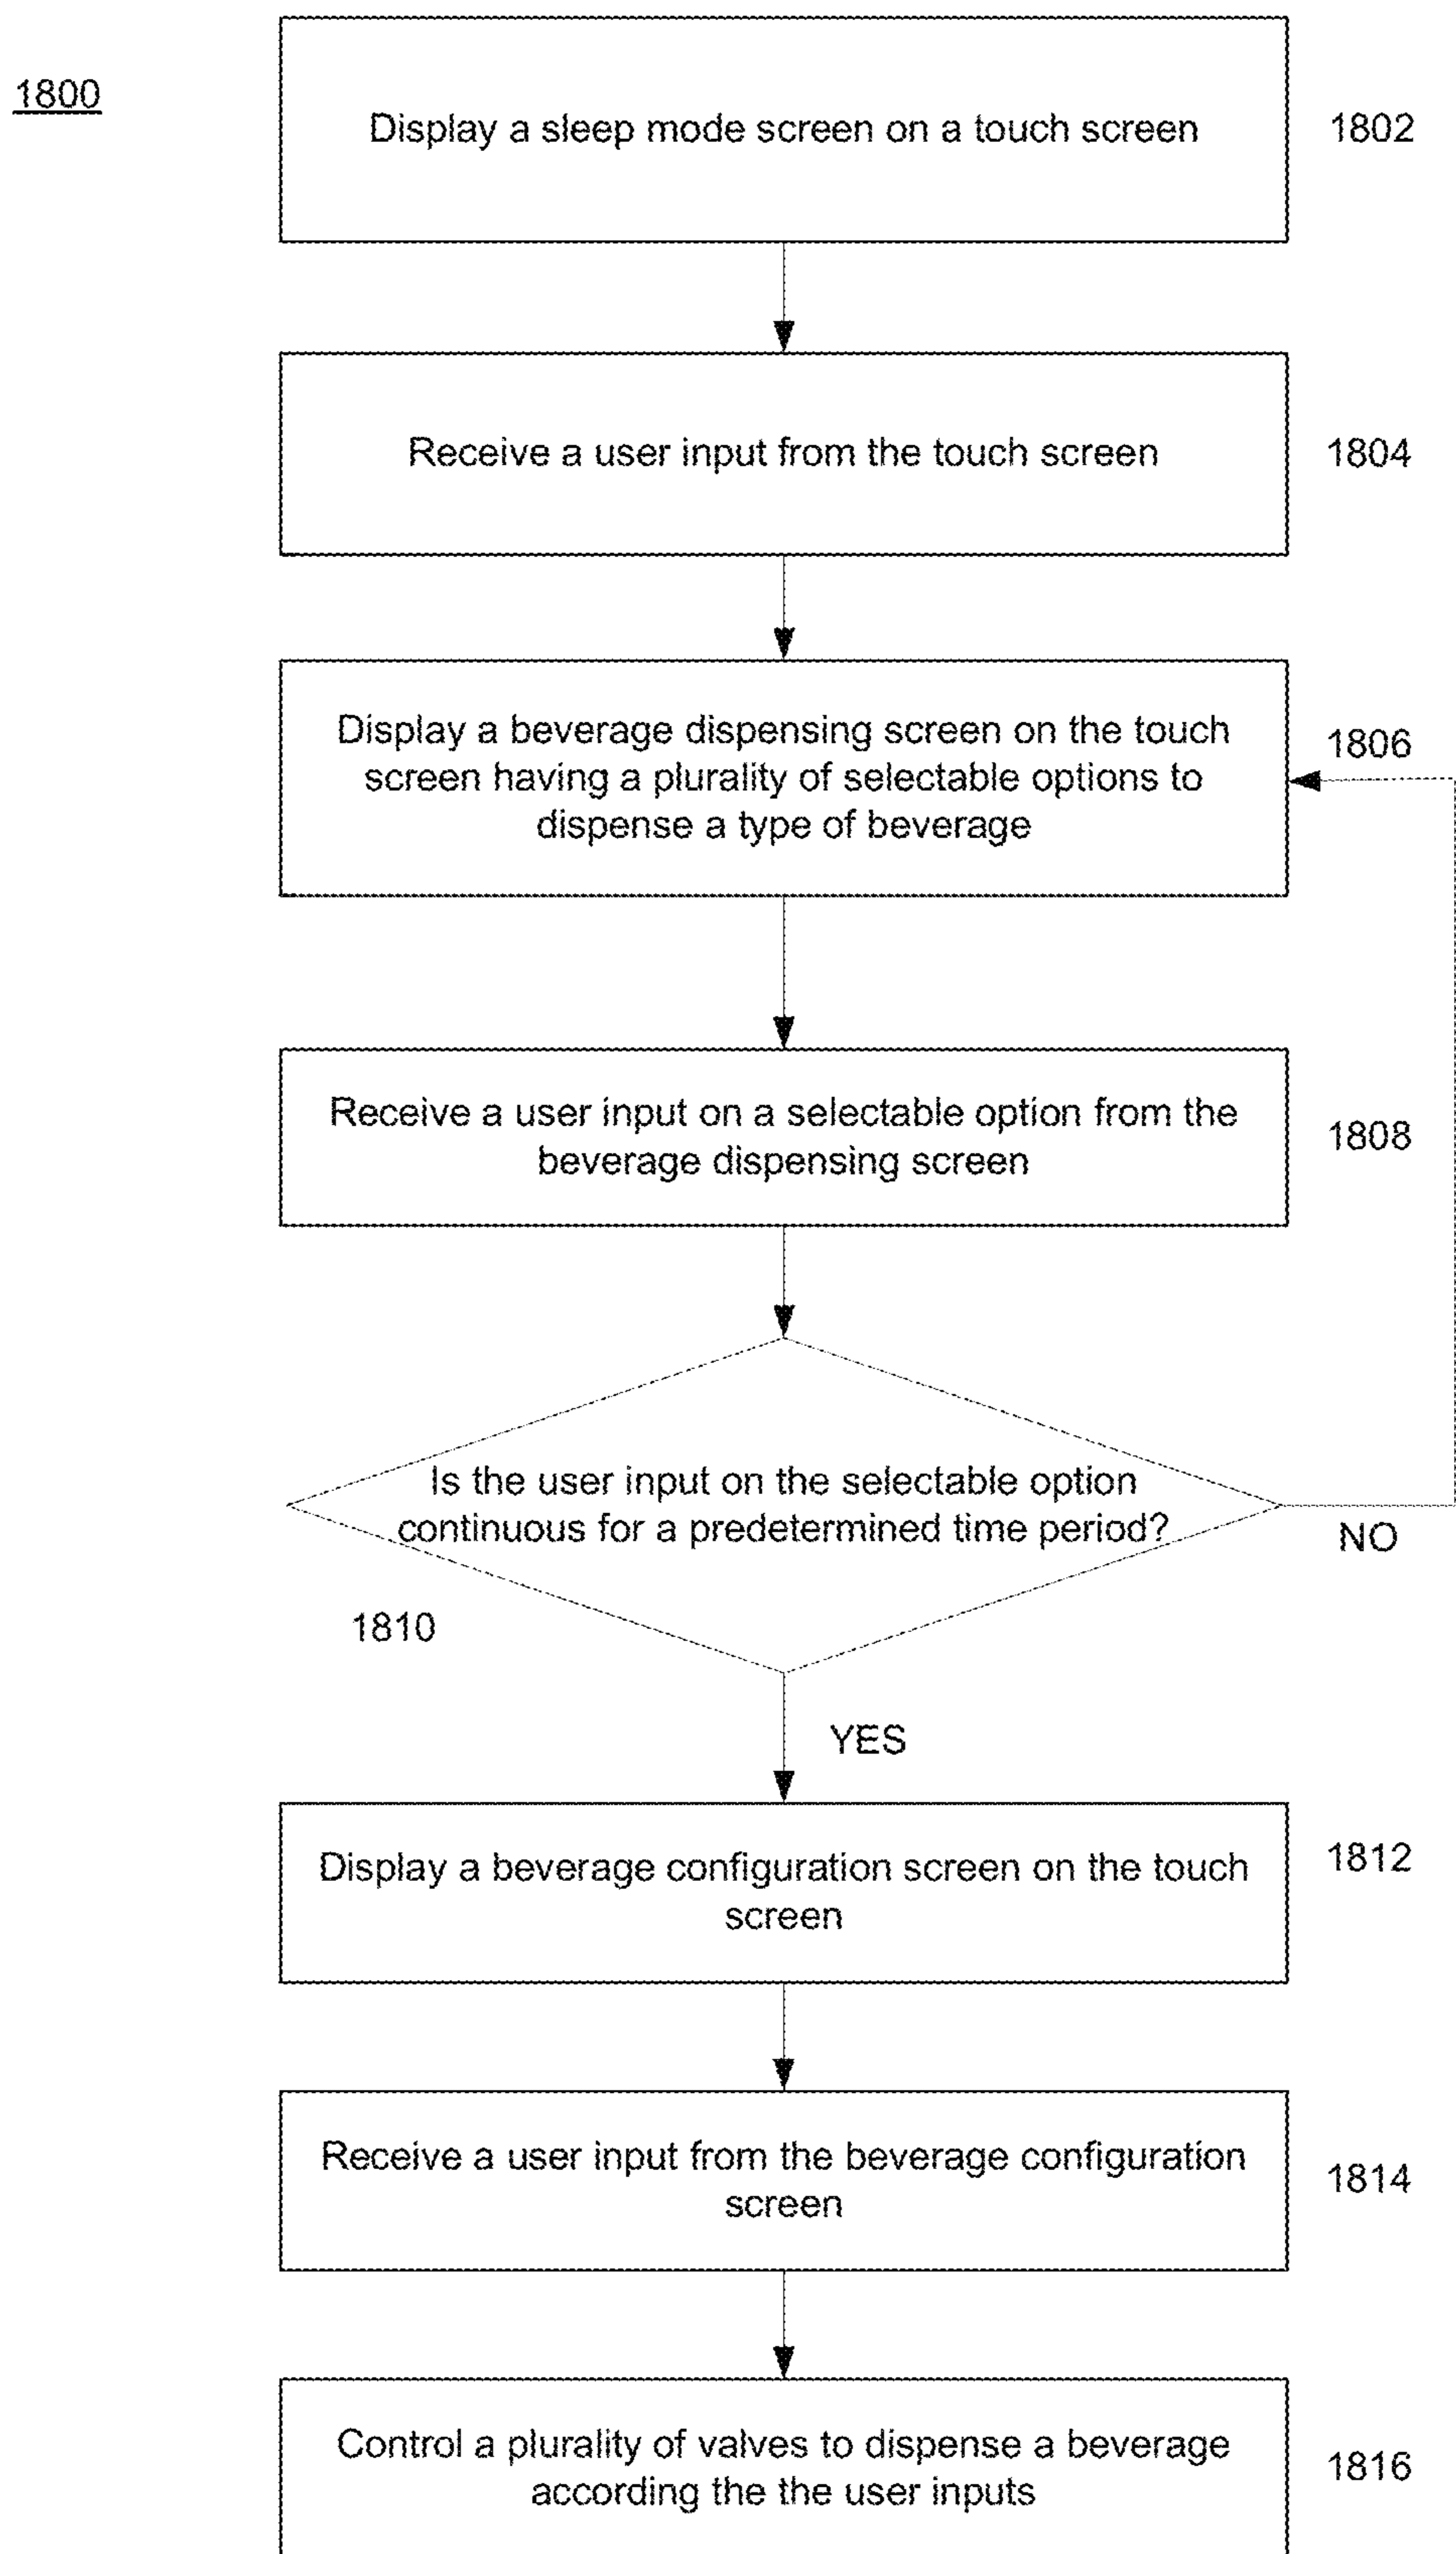 1800
Display a sleep mode screen on a touch screen
1802
Receive a user input from the touch screen
1804
Display a beverage dispensing screen on the touch
screen having a plurality of selectable options to
dispense a type of beverage
1806
Receive a user input on a selectable option from the
beverage dispensing screen
1808
Is the user input on the selectable option
continuous for a predetermined time period?
NO
1810
YES
Display a beverage configuration screen on the touch
screen
1812
Receive a user input from the beverage configuration
screen
1814
Control a plurality of valves to dispense a beverage
according the the user inputs
1816